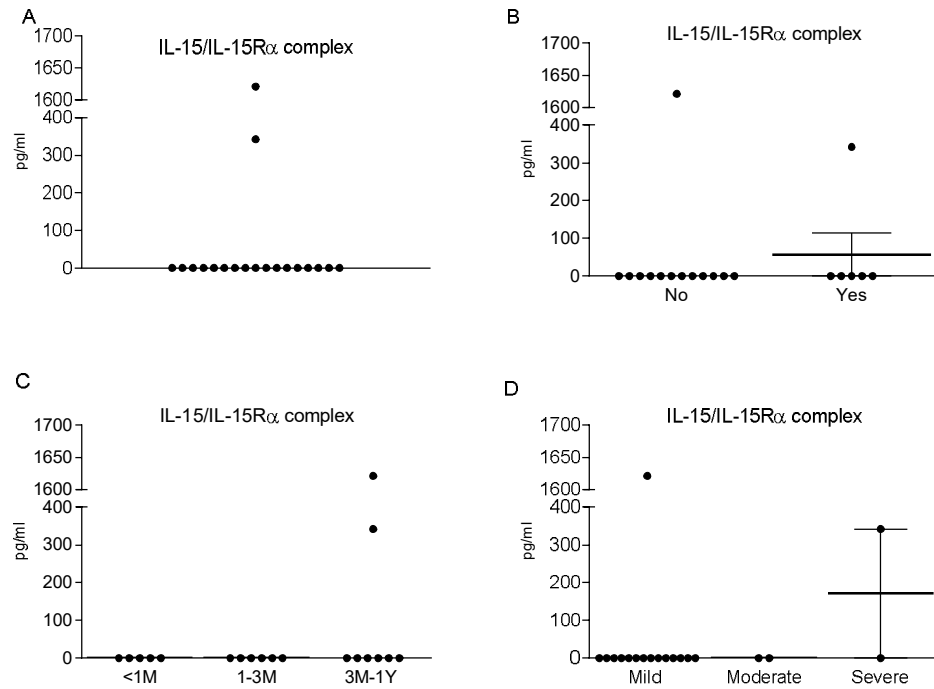 A
IL-15/IL-15Rα complex
1700
1650
1600
400
300
200
100
0
pg/ml
B
IL-15/IL-15Rα complex
1700
1650
1600
400
300
200
100
0
pg/ml
No Yes
C
IL-15/IL-15Rα complex
1700
1650
1600
400
300
200
100
0
pg/ml
<1M 1-3M 3M-1Y
D
IL-15/IL-15Rα complex
1700
1650
1600
400
300
200
100
0
pg/ml
Mild Moderate Severe